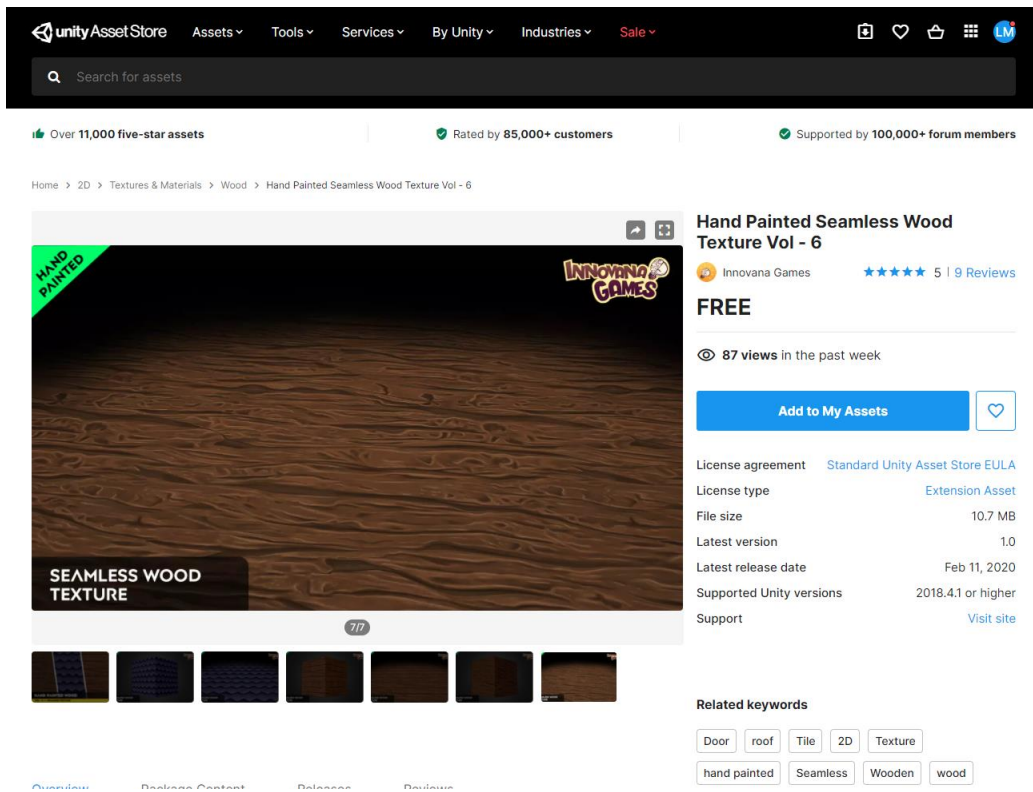 unity Asset Store Assets Tools Services By Unity Industries Sale LM
Search for assets
Over 11,000 five-star assets Rated by 85,000+ customers Supported by 100,000+ forum members
Home > 2D > Textures & Materials > Wood > Hand Painted Seamless Wood Texture Vol - 6
HAND
PAINTED
INNOVANA
GAMES
SEAMLESS WOOD
TEXTURE
7/7
Hand Painted Seamless Wood
Texture Vol - 6
Innovana Games 5 | 9 Reviews
FREE
87 views in the past week
Add to My Assets
License agreement Standard Unity Asset Store EULA
License type Extension Asset
File size 10.7 MB
Latest version 1.0
Latest release date Feb 11, 2020
Supported Unity versions 2018.4.1 or higher
Support Visit site
Related keywords
Door roof Tile 2D Texture
hand painted Seamless Wooden wood
Overview Package Content Releases Reviews